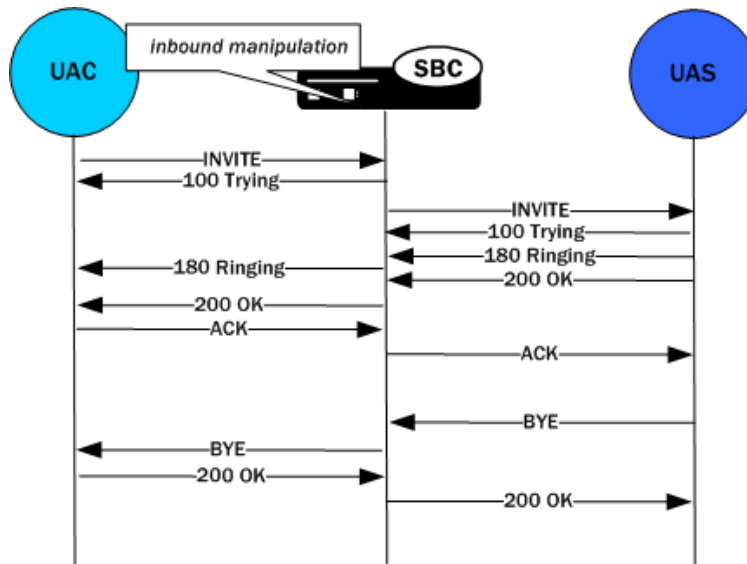 inbound manipulation
UAC
SBC
UAS
INVITE
100 Trying
INVITE
100 Trying
180 Ringing
180 Ringing
200 OK
200 OK
ACK
ACK
BYE
BYE
200 OK
200 OK